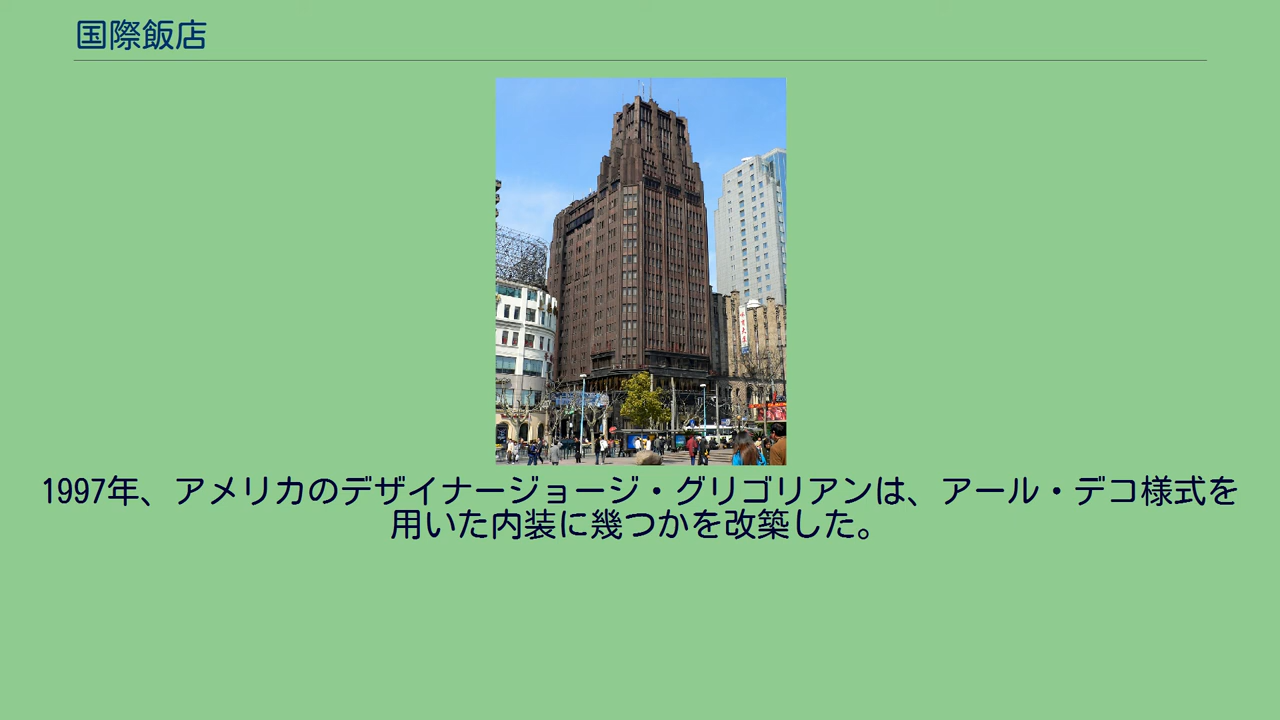 国際飯店
1997年、アメリカのデザイナージョージ・グリゴリアンは、アール・デコ様式を
用いた内装に幾つかを改築した。